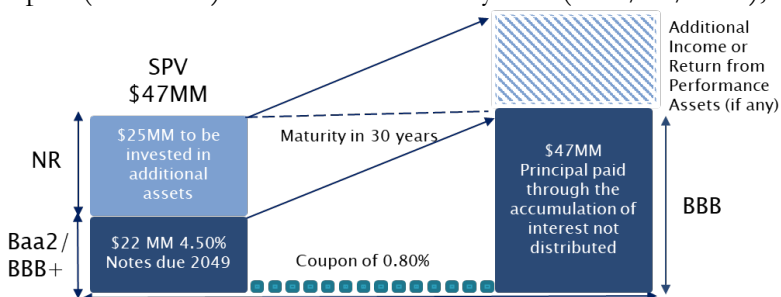 SPV
$47MM
NR
$25MM to be
invested in
additional
assets
Baa2/
BBB+
$22 MM 4.50%
Notes due 2049
Maturity in 30 years
Coupon of 0.80%
$47MM
Principal paid
through the
accumulation of
interest not
distributed
Additional
Income or
Return from
Performance
Assets (if any)
BBB